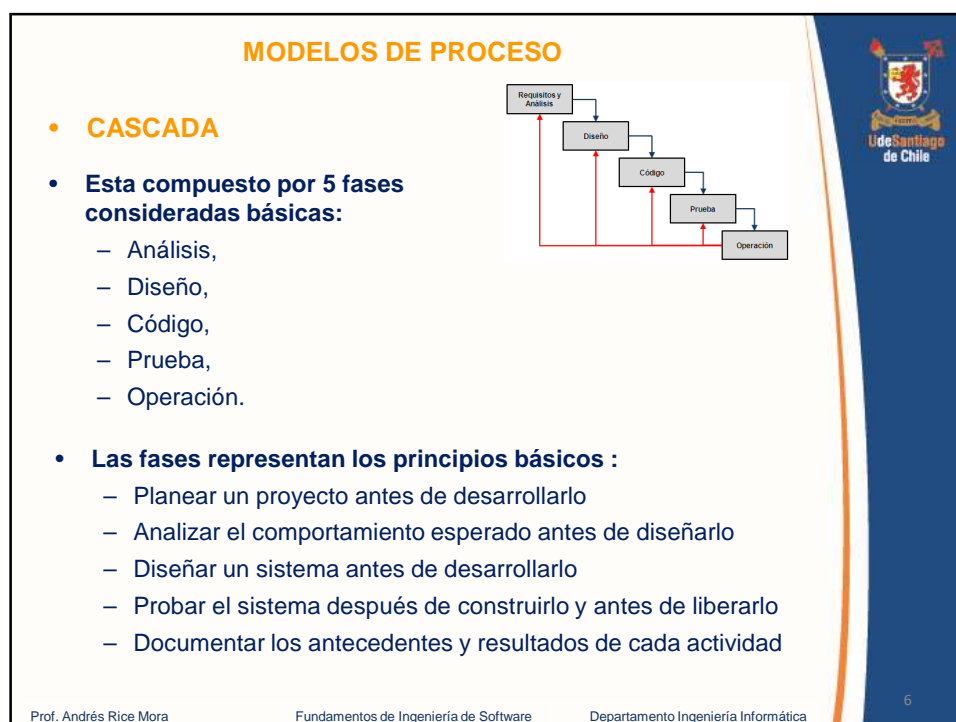 MODELOS DE PROCESO
• CASCADA
• Esta compuesto por 5 fases
consideradas básicas:
– Análisis,
– Diseño,
– Código,
– Prueba,
– Operación.
Requisitos y
Análisis
Diseño
Código
Prueba
Operación
• Las fases representan los principios básicos :
– Planear un proyecto antes de desarrollarlo
– Analizar el comportamiento esperado antes de diseñarlo
– Diseñar un sistema antes de desarrollarlo
– Probar el sistema después de construirlo y antes de liberarlo
– Documentar los antecedentes y resultados de cada actividad
UdeSantiago
de Chile
Prof. Andrés Rice Mora Fundamentos de Ingeniería de Software Departamento Ingeniería Informática
6